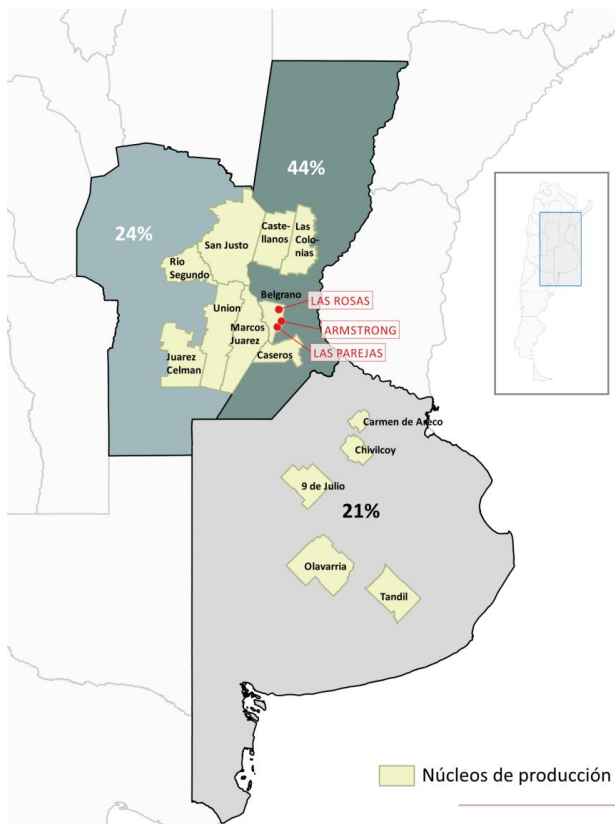 44%
24%
Caste-
llanos
Las
Colo-
nias
San Justo
Rio
Segundo
Belgrano
LAS ROSAS
Union
ARMSTRONG
Marcos
Juarez
LAS PAREJAS
Caseros
Juarez
Celman
Carmen de Areco
Chivilcoy
9 de Julio
21%
Olavarria
Tandil
Núcleos de producción